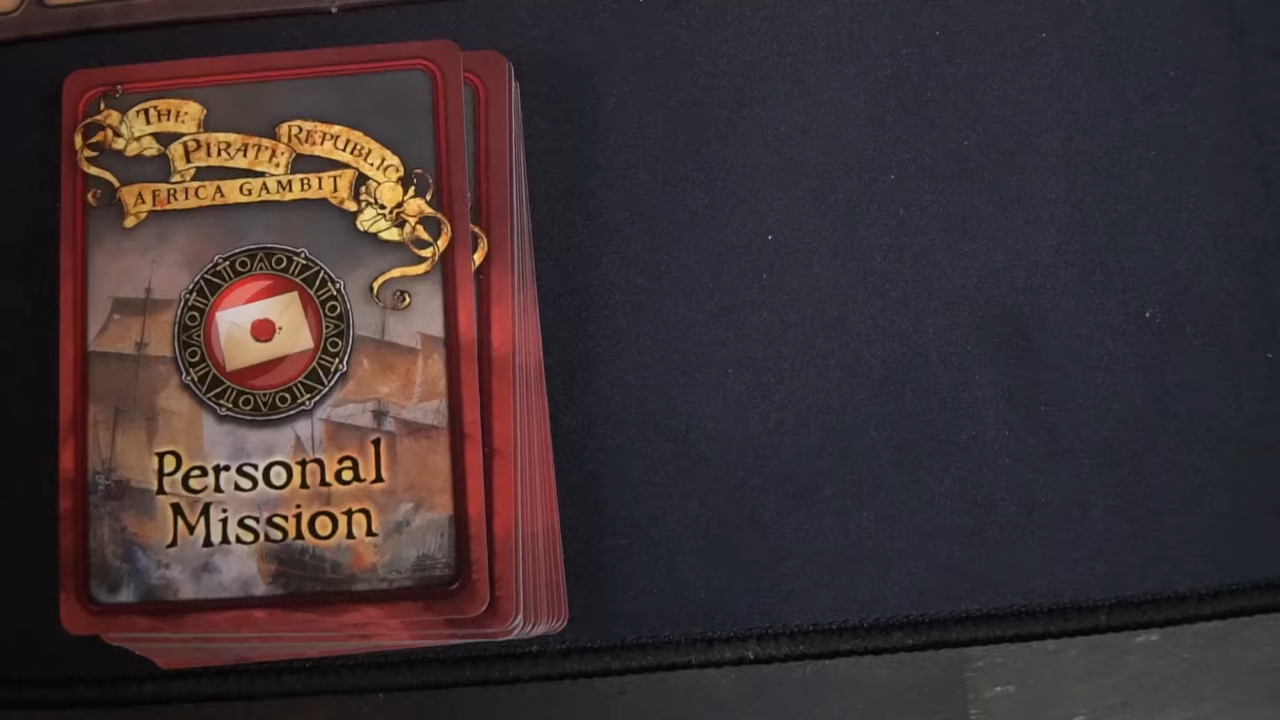 THE
PIRATE REPUBLIC
AFRICA GAMBIT
Personal
Mission